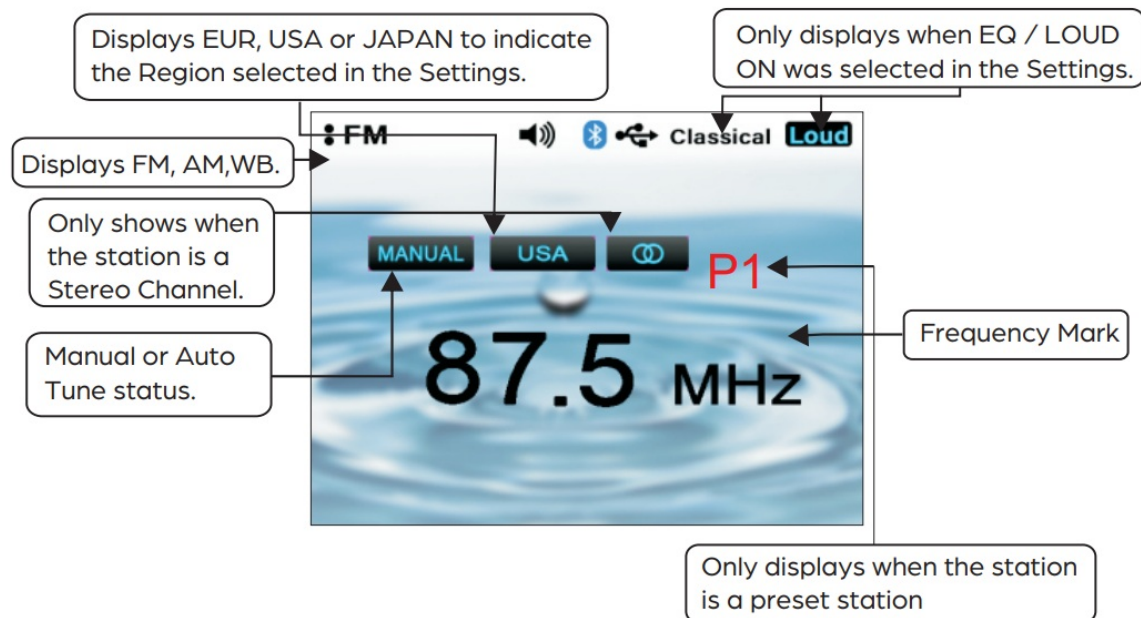 Displays EUR, USA or JAPAN to indicate
the Region selected in the Settings.
Only displays when EQ / LOUD
ON was selected in the Settings.
FM
Classical
Loud
Displays FM, AM,WB.
Only shows when
the station is a
Stereo Channel.
MANUAL
USA
P1
87.5 MHz
Frequency Mark
Manual or Auto
Tune status.
Only displays when the station
is a preset station